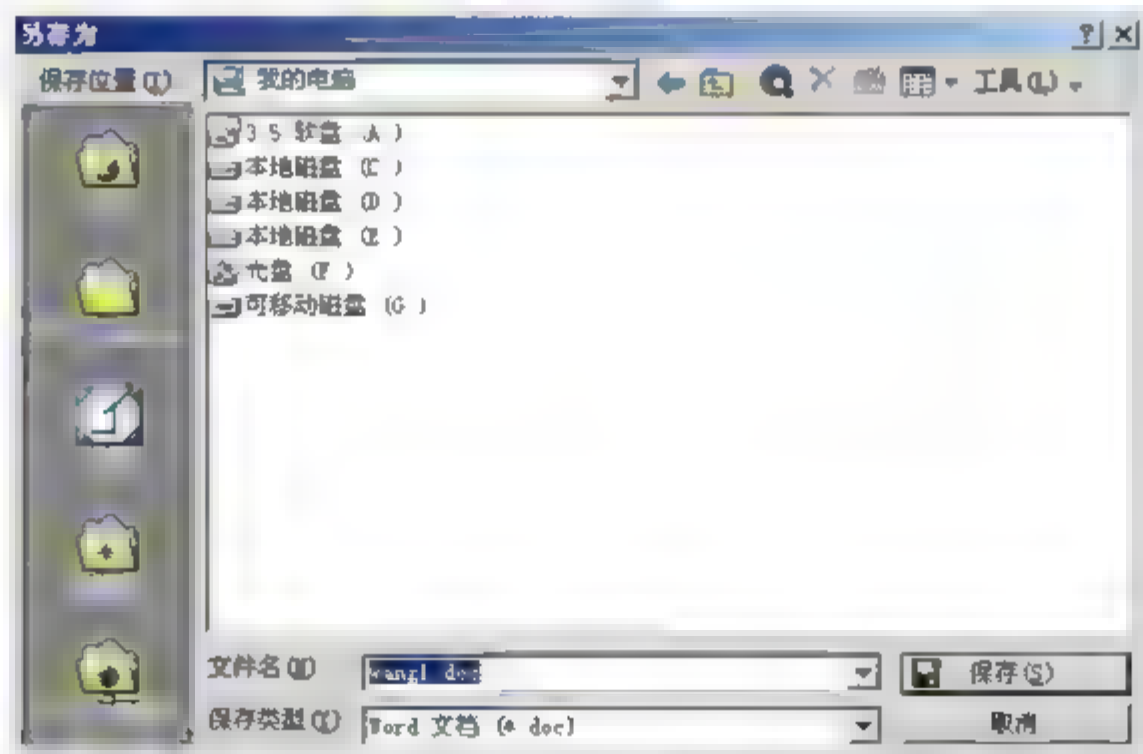 另存为
保存位置(I) 我的电脑 工具(L)
3.5 软盘 (A:)
本地磁盘 (C:)
本地磁盘 (D:)
本地磁盘 (E:)
光盘 (F:)
可移动磁盘 (G:)
文件名(N) wang1.doc 保存(S)
保存类型(T) Word 文档 (*.doc) 取消